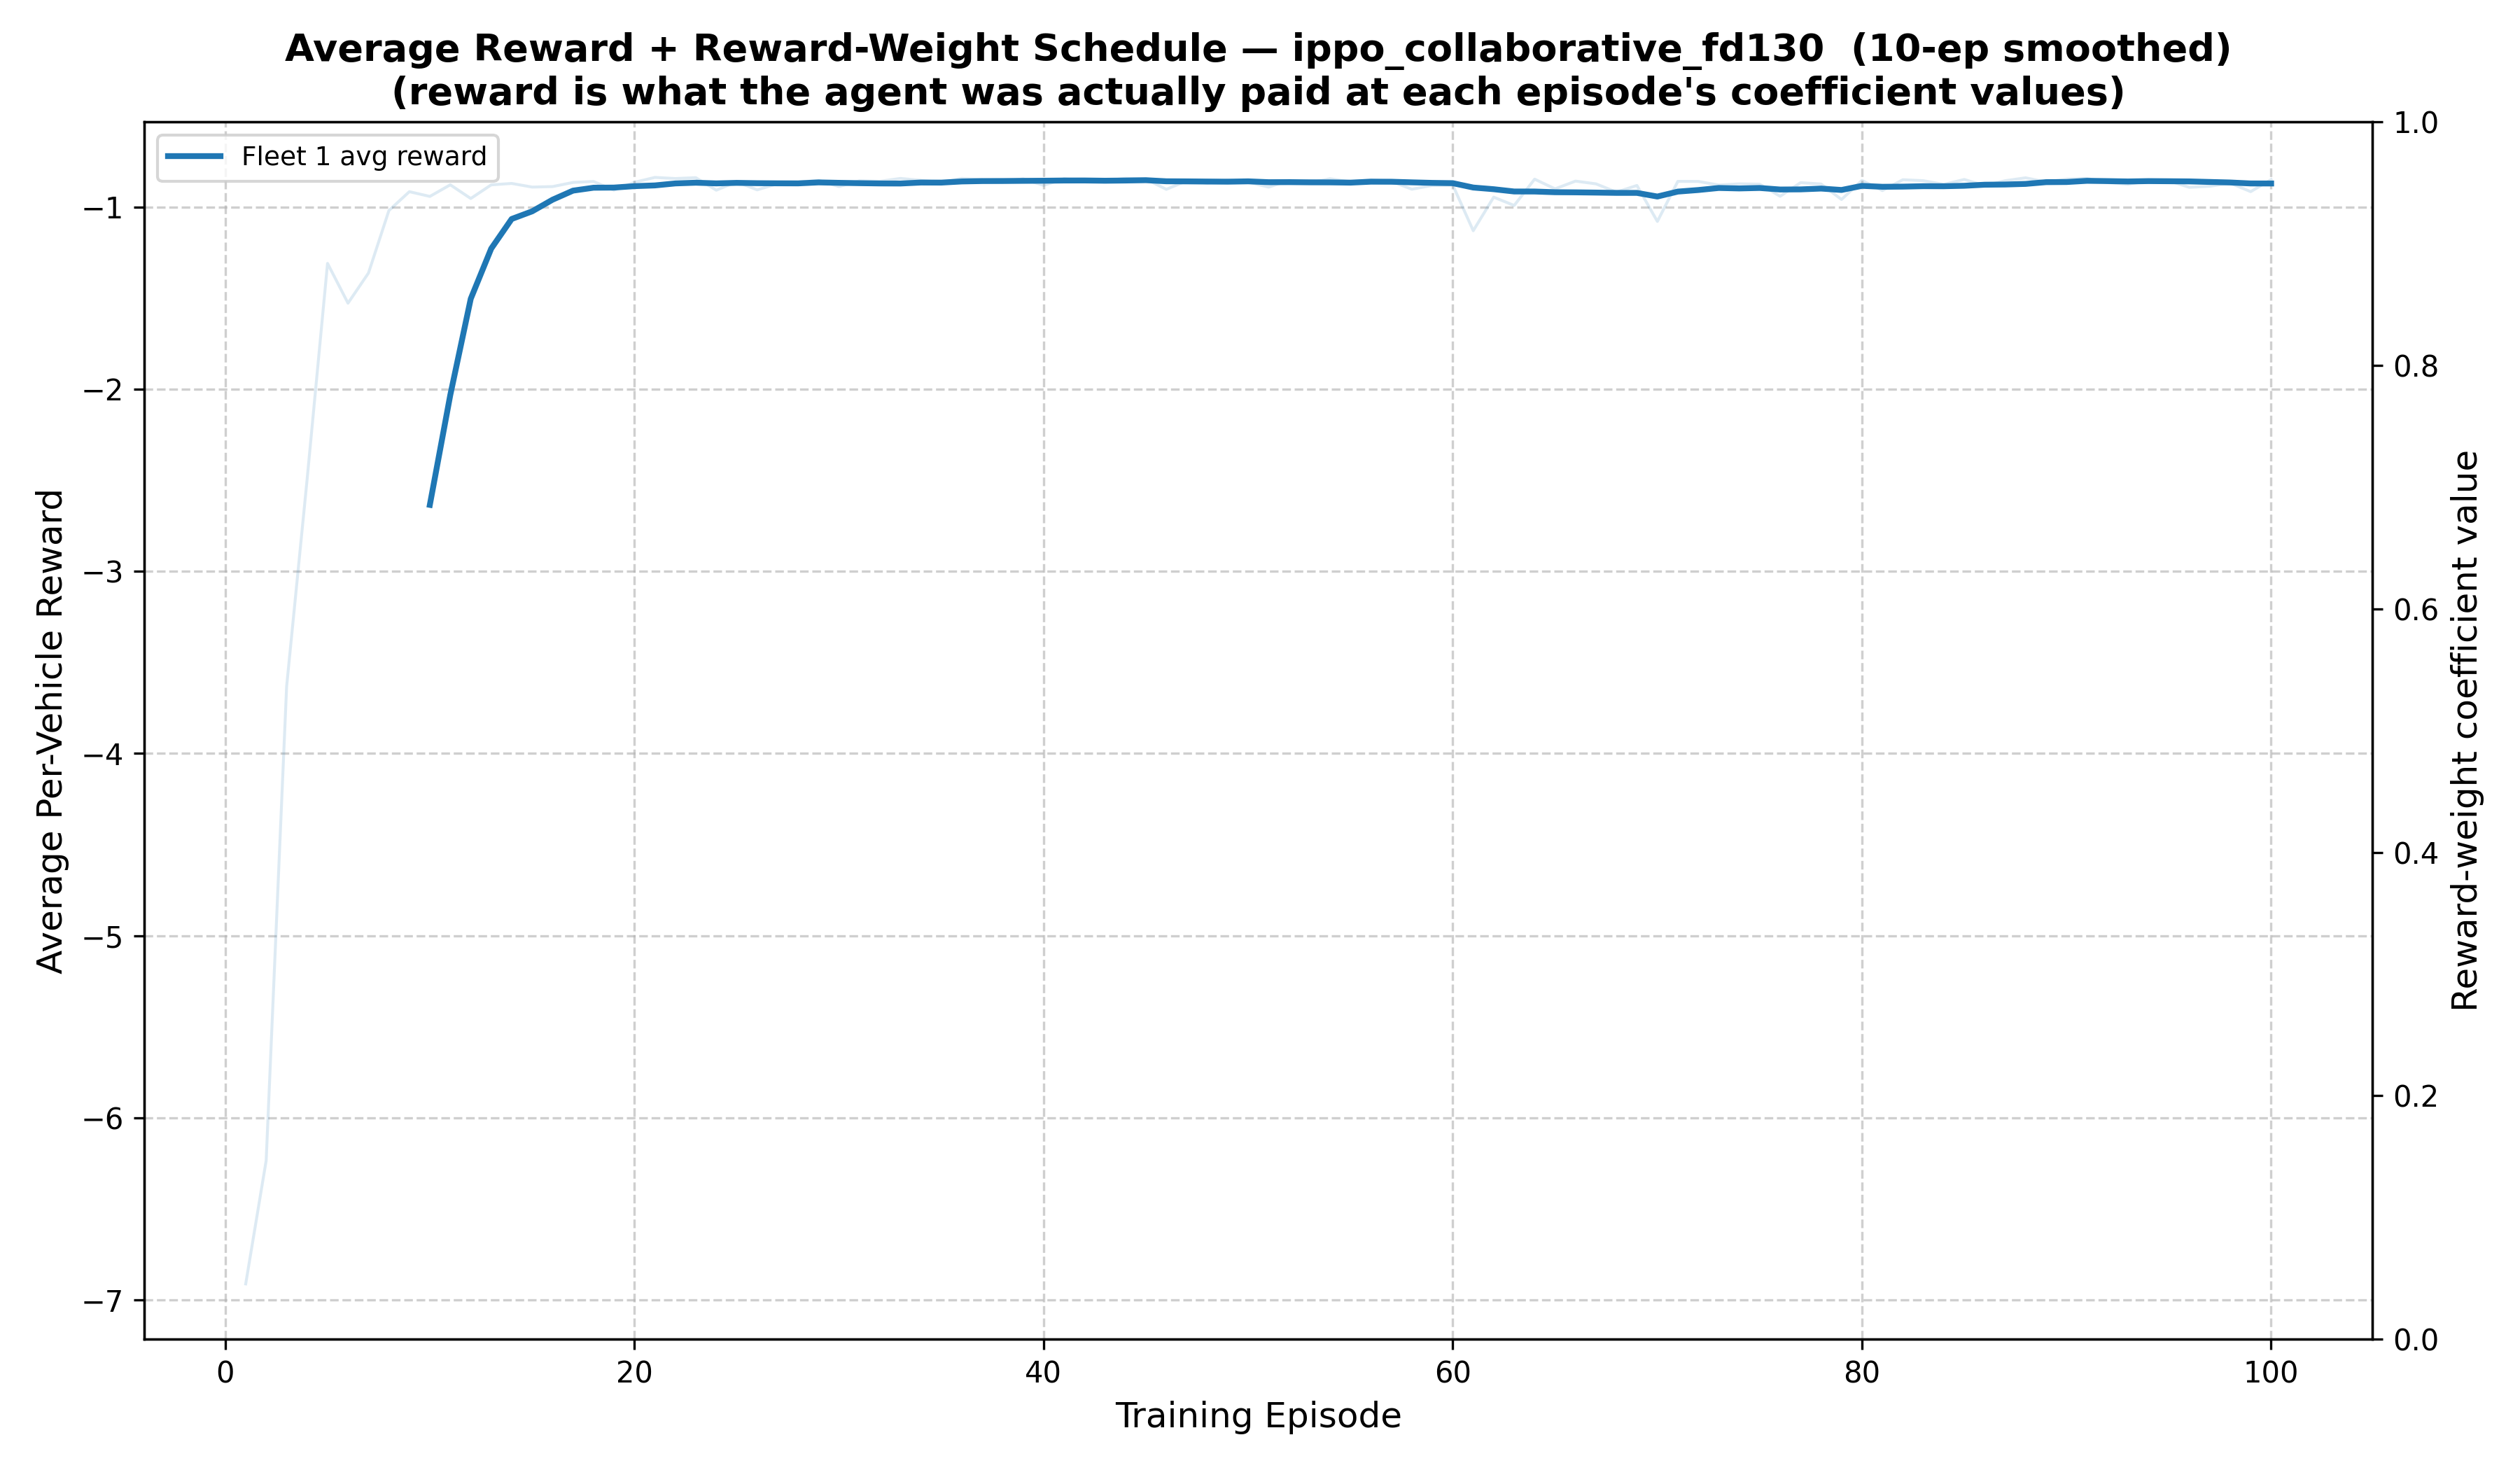 Average Reward + Reward-Weight Schedule — ippo_collaborative_fd130  (10-ep smoothed)
(reward is what the agent was actually paid at each episode's coefficient values)
Fleet 1 avg reward
Average Per-Vehicle Reward
−1
−2
−3
−4
−5
−6
−7
1.0
0.8
0.6
0.4
0.2
0.0
Reward-weight coefficient value
0 20 40 60 80 100
Training Episode